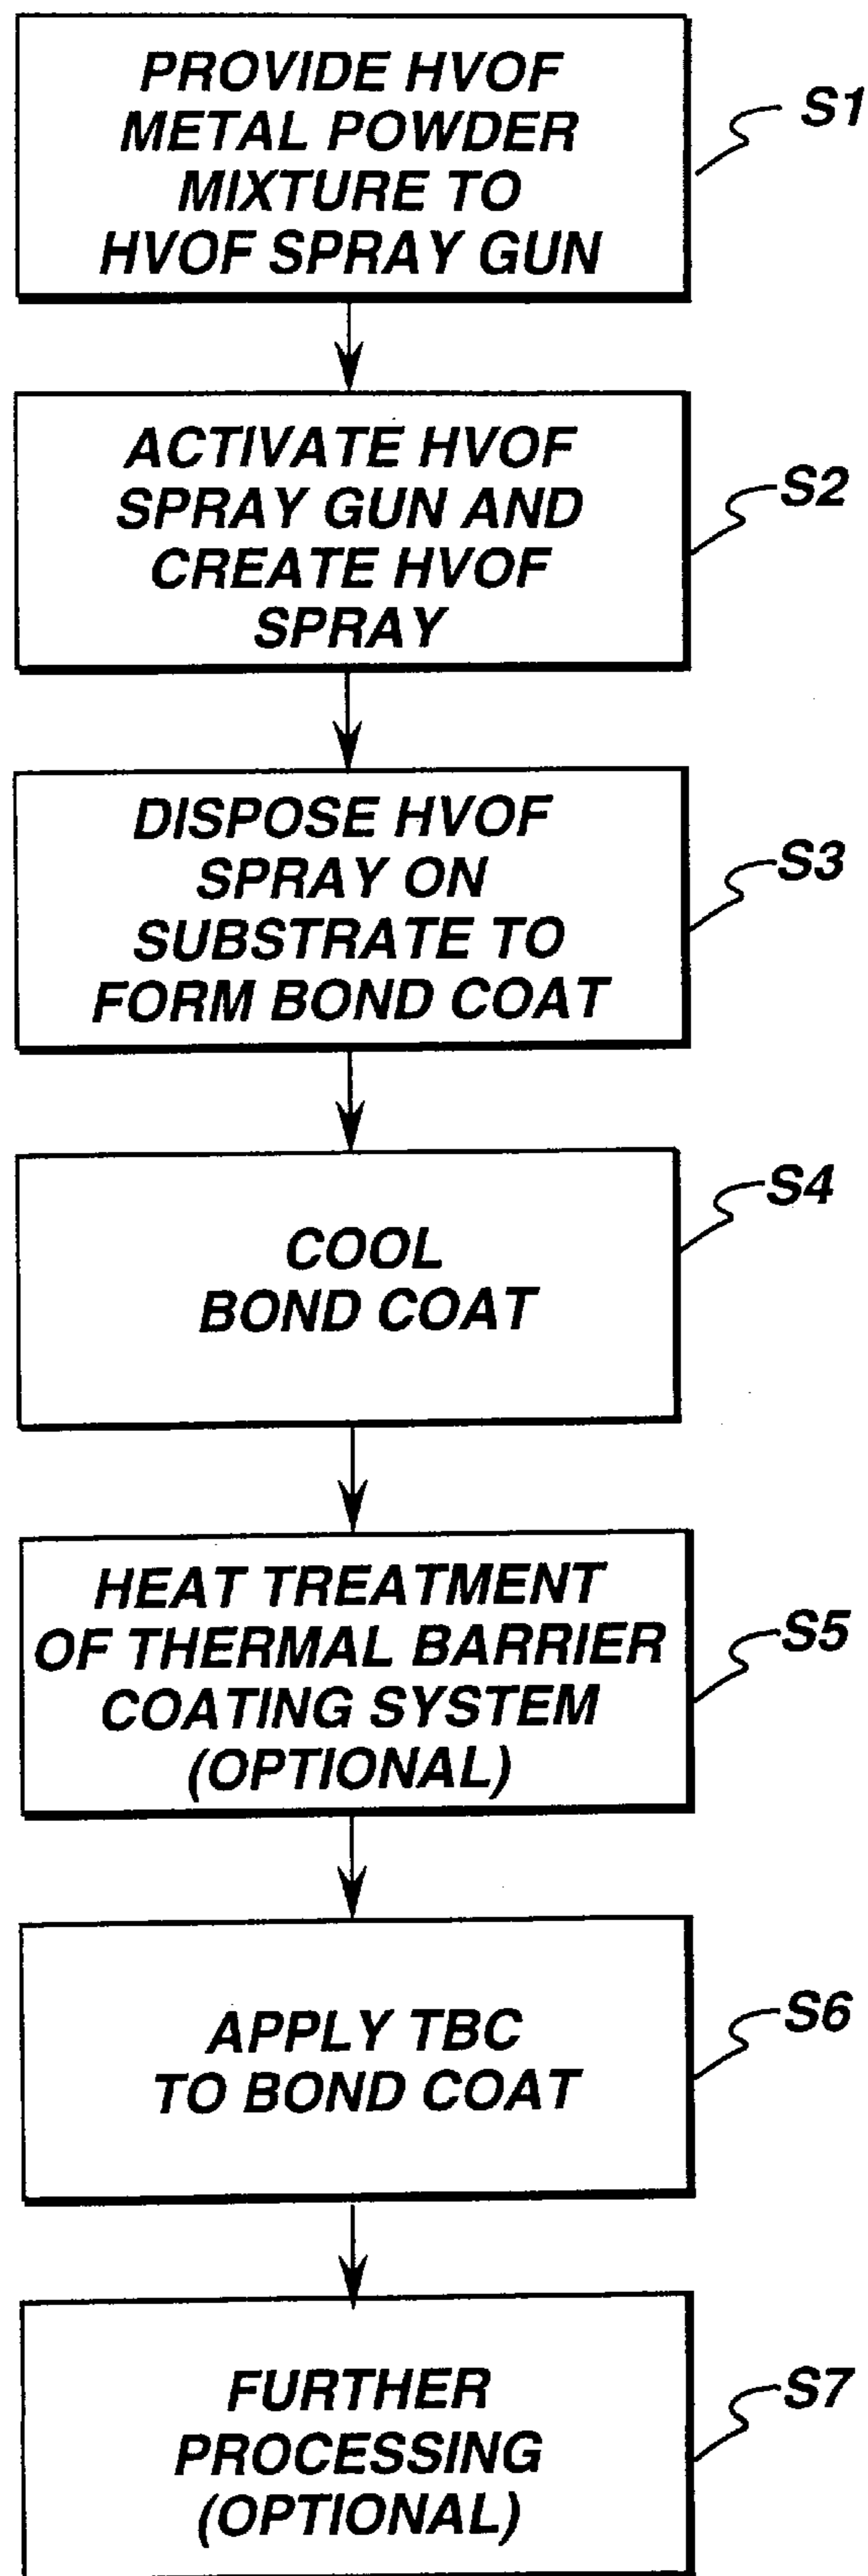 PROVIDE HVOF
METAL POWDER
MIXTURE TO
HVOF SPRAY GUN
S1
ACTIVATE HVOF
SPRAY GUN AND
CREATE HVOF
SPRAY
S2
DISPOSE HVOF
SPRAY ON
SUBSTRATE TO
FORM BOND COAT
S3
COOL
BOND COAT
S4
HEAT TREATMENT
OF THERMAL BARRIER
COATING SYSTEM
(OPTIONAL)
S5
APPLY TBC
TO BOND COAT
S6
FURTHER
PROCESSING
(OPTIONAL)
S7